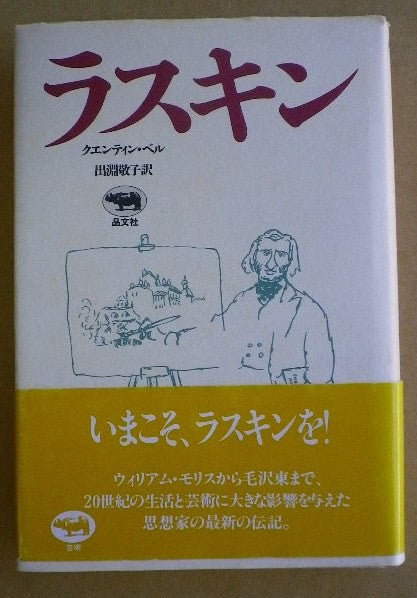 ラスキン
クエンティン・ベル
出淵敬子訳
晶文社
いまこそ、ラスキンを!
ウィリアム・モリスから毛沢東まで、
20世紀の生活と芸術に大きな影響を与えた
思想家の最新の伝記。
芸術